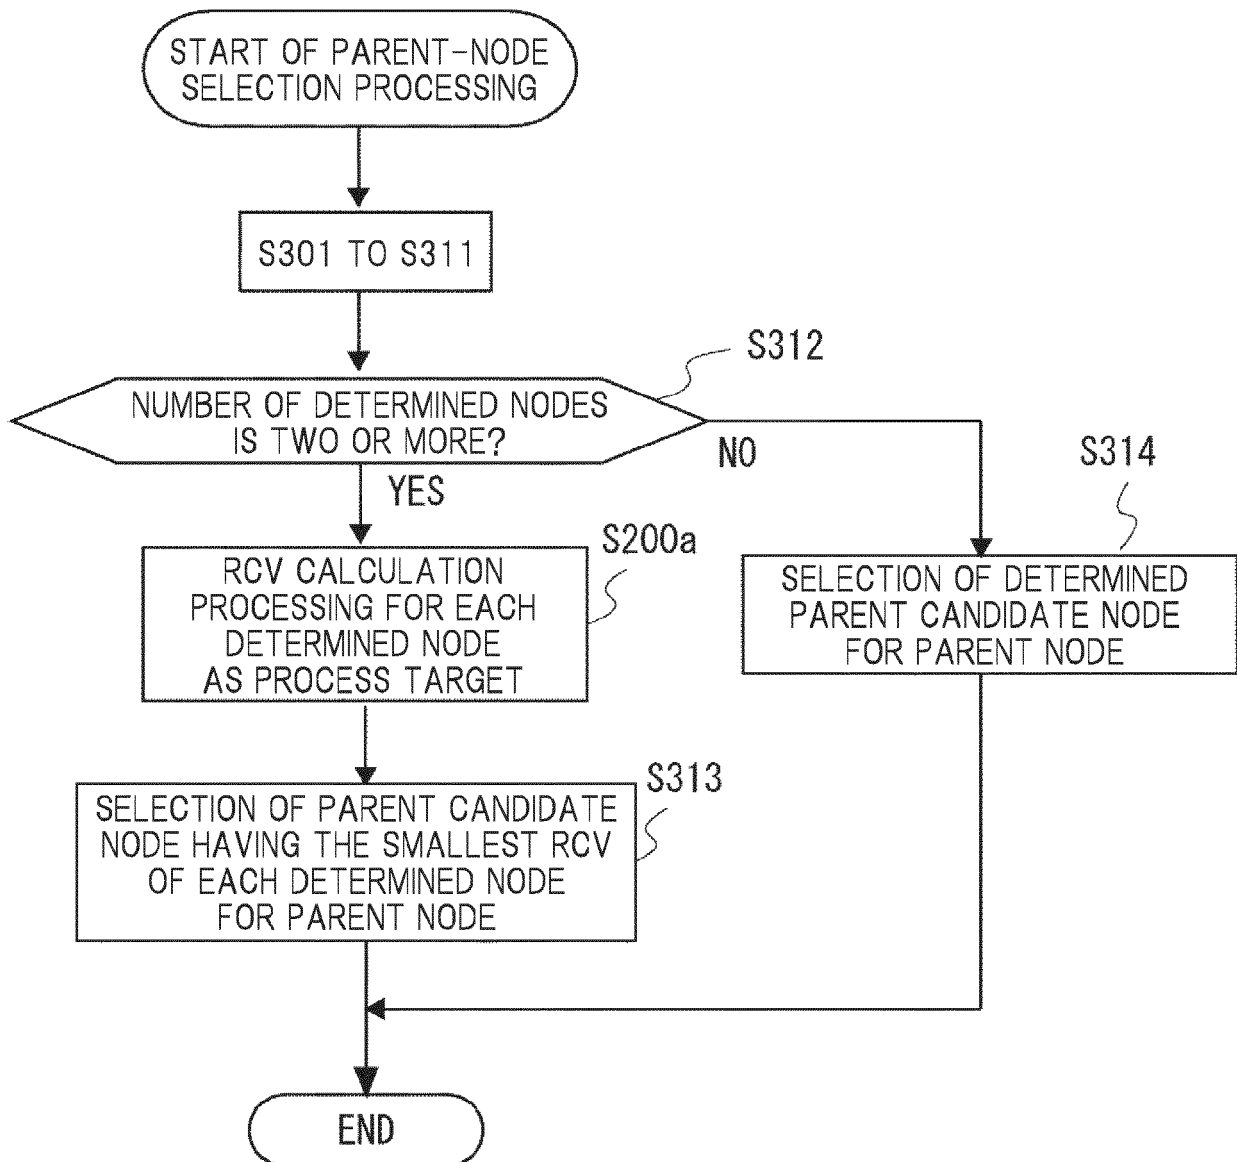 START OF PARENT-NODE
SELECTION PROCESSING
S301 TO S311
S312
NUMBER OF DETERMINED NODES
IS TWO OR MORE?
NO
YES
S314
S200a
RCV CALCULATION
PROCESSING FOR EACH
DETERMINED NODE
AS PROCESS TARGET
SELECTION OF DETERMINED
PARENT CANDIDATE NODE
FOR PARENT NODE
S313
SELECTION OF PARENT CANDIDATE
NODE HAVING THE SMALLEST RCV
OF EACH DETERMINED NODE
FOR PARENT NODE
END